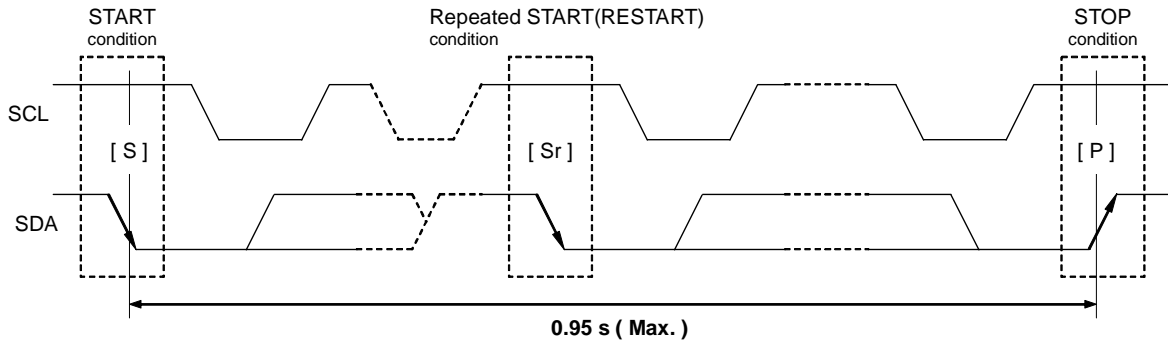 START
condition
Repeated START(RESTART)
condition
STOP
condition
SCL
[ S ]
[ Sr ]
[ P ]
SDA
0.95 s ( Max. )